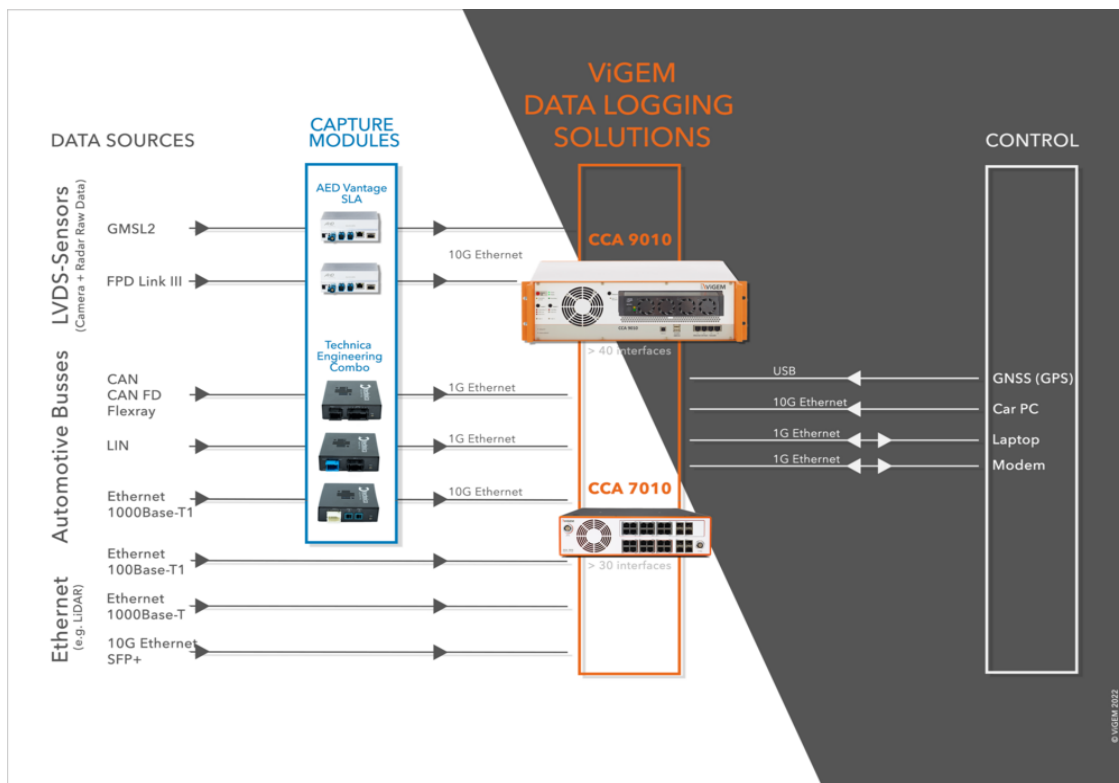 ViGEM
DATA LOGGING
SOLUTIONS
DATA SOURCES
CAPTURE
MODULES
CONTROL
LVDS-Sensors
(Camera + Radar Raw Data)
AED Vantage
SLA
GMSL2
CCA 9010
10G Ethernet
FPD Link III
ViGEM
CCA 9010
> 40 interfaces
Automotive Busses
Technica
Engineering
Combo
CAN
CAN FD
Flexray
1G Ethernet
LIN
1G Ethernet
Ethernet
1000Base-T1
10G Ethernet
USB
GNSS (GPS)
10G Ethernet
Car PC
1G Ethernet
Laptop
1G Ethernet
Modem
CCA 7010
> 30 interfaces
Ethernet
(e.g. LiDAR)
Ethernet
100Base-T1
Ethernet
1000Base-T
10G Ethernet
SFP+
© ViGEM 2022